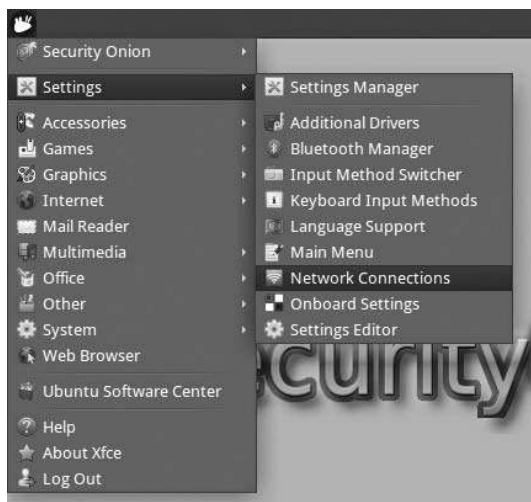 Security Onion
Settings
Accessories
Games
Graphics
Internet
Mail Reader
Multimedia
Office
Other
System
Web Browser
Ubuntu Software Center
Help
About Xfce
Log Out
Settings Manager
Additional Drivers
Bluetooth Manager
Input Method Switcher
Keyboard Input Methods
Language Support
Main Menu
Network Connections
Onboard Settings
Settings Editor
curity